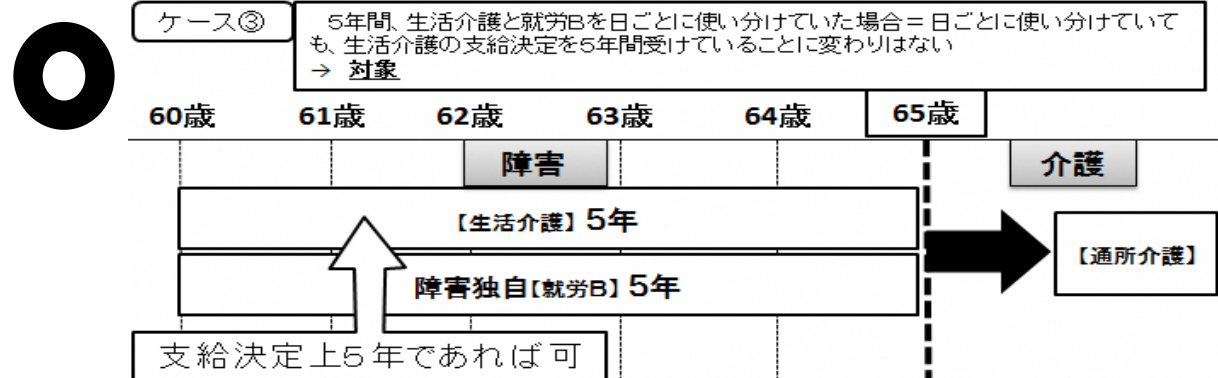 ケース③
5年間、生活介護と就労Bを日ごとに使い分けていた場合＝日ごとに使い分けていて
も、生活介護の支給決定を5年間受けていることに変わりはない
→ 対象
60歳 61歳 62歳 63歳 64歳 65歳
障害 介護
【生活介護】5年
【通所介護】
障害独自【就労B】5年
支給決定上5年であれば可